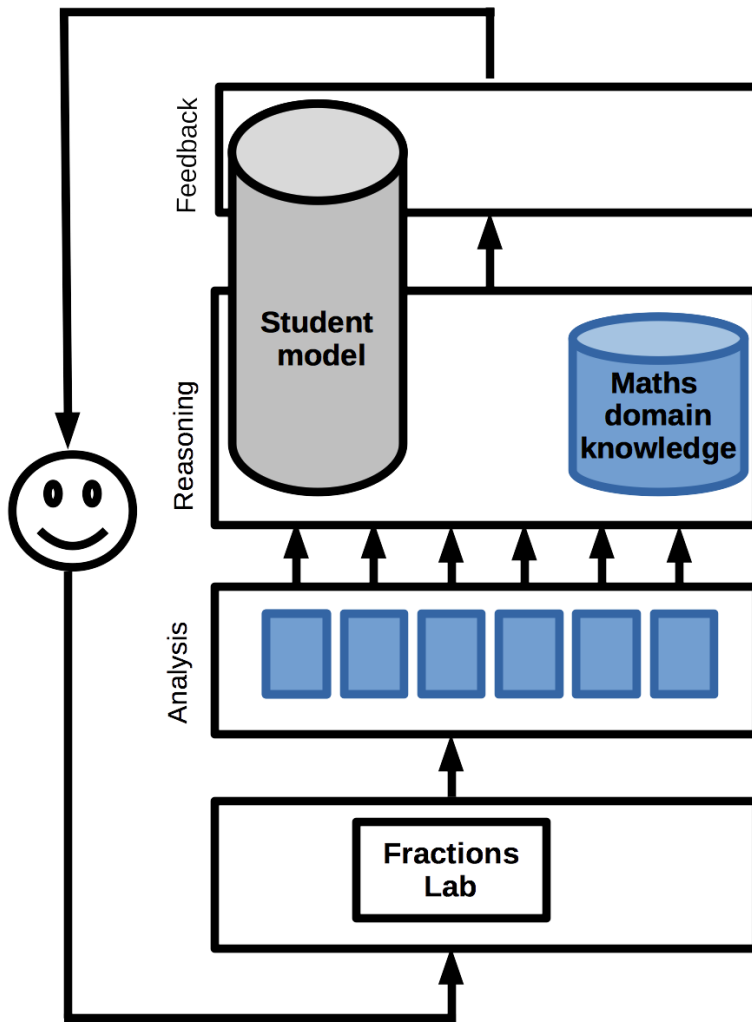 Feedback
Student
model
Maths
domain
knowledge
Reasoning
Analysis
Fractions
Lab